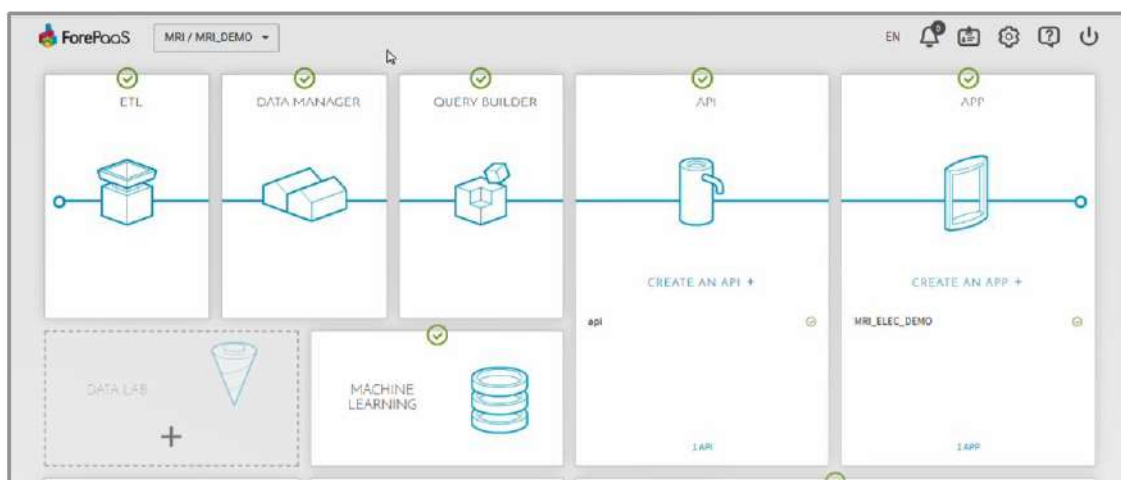 ForePaaS
MRI / MRI_DEMO
EN
0
ETL
DATA MANAGER
QUERY BUILDER
API
APP
CREATE AN API +
CREATE AN APP +
api
MRI_ELEC_DEMO
DATA LAB
+
MACHINE
LEARNING
1 API
1 APP